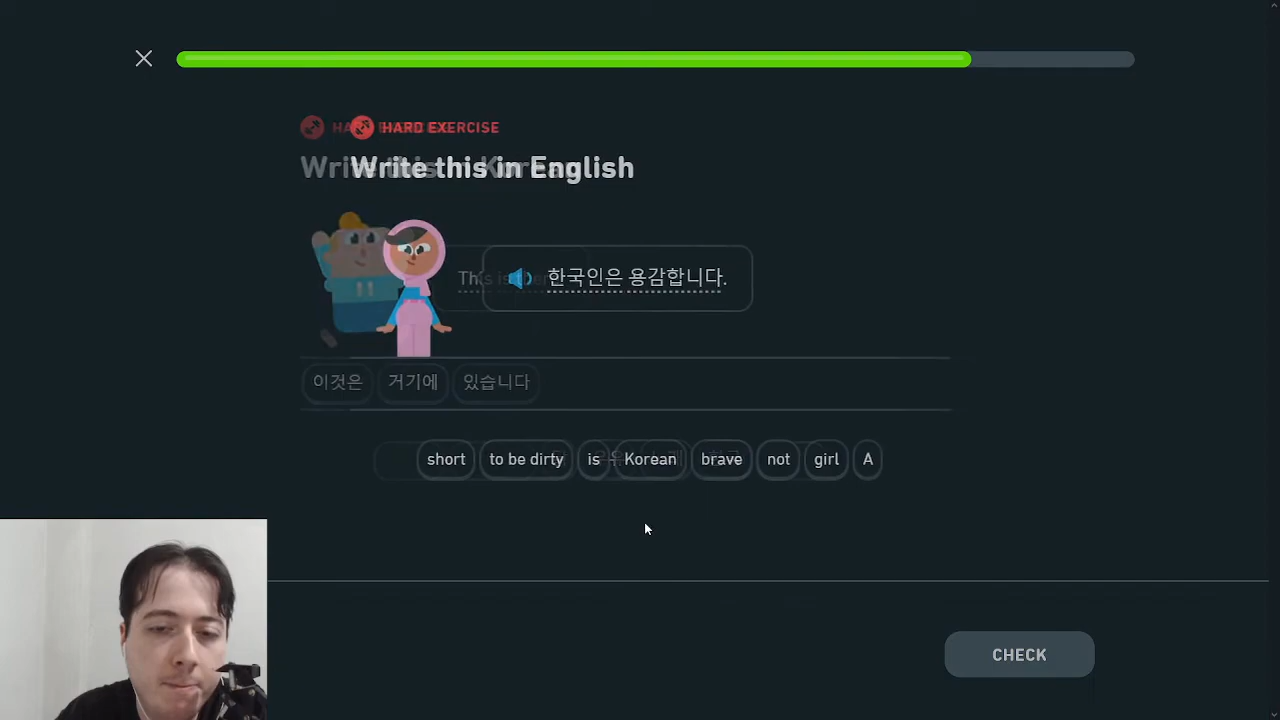 HARD EXERCISE
Write this in English
한국인은 용감합니다.
이것은 거기에 있습니다
short to be dirty is Korean brave not girl A
CHECK